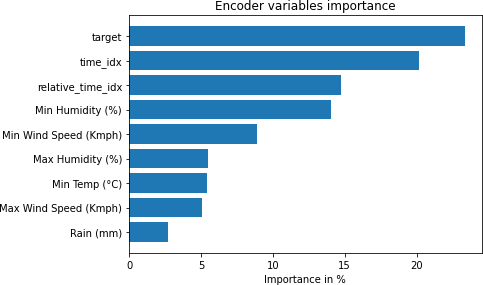 Encoder variables importance
target
time_idx
relative_time_idx
Min Humidity (%)
Min Wind Speed (Kmph)
Max Humidity (%)
Min Temp (°C)
Max Wind Speed (Kmph)
Rain (mm)
0 5 10 15 20
Importance in %